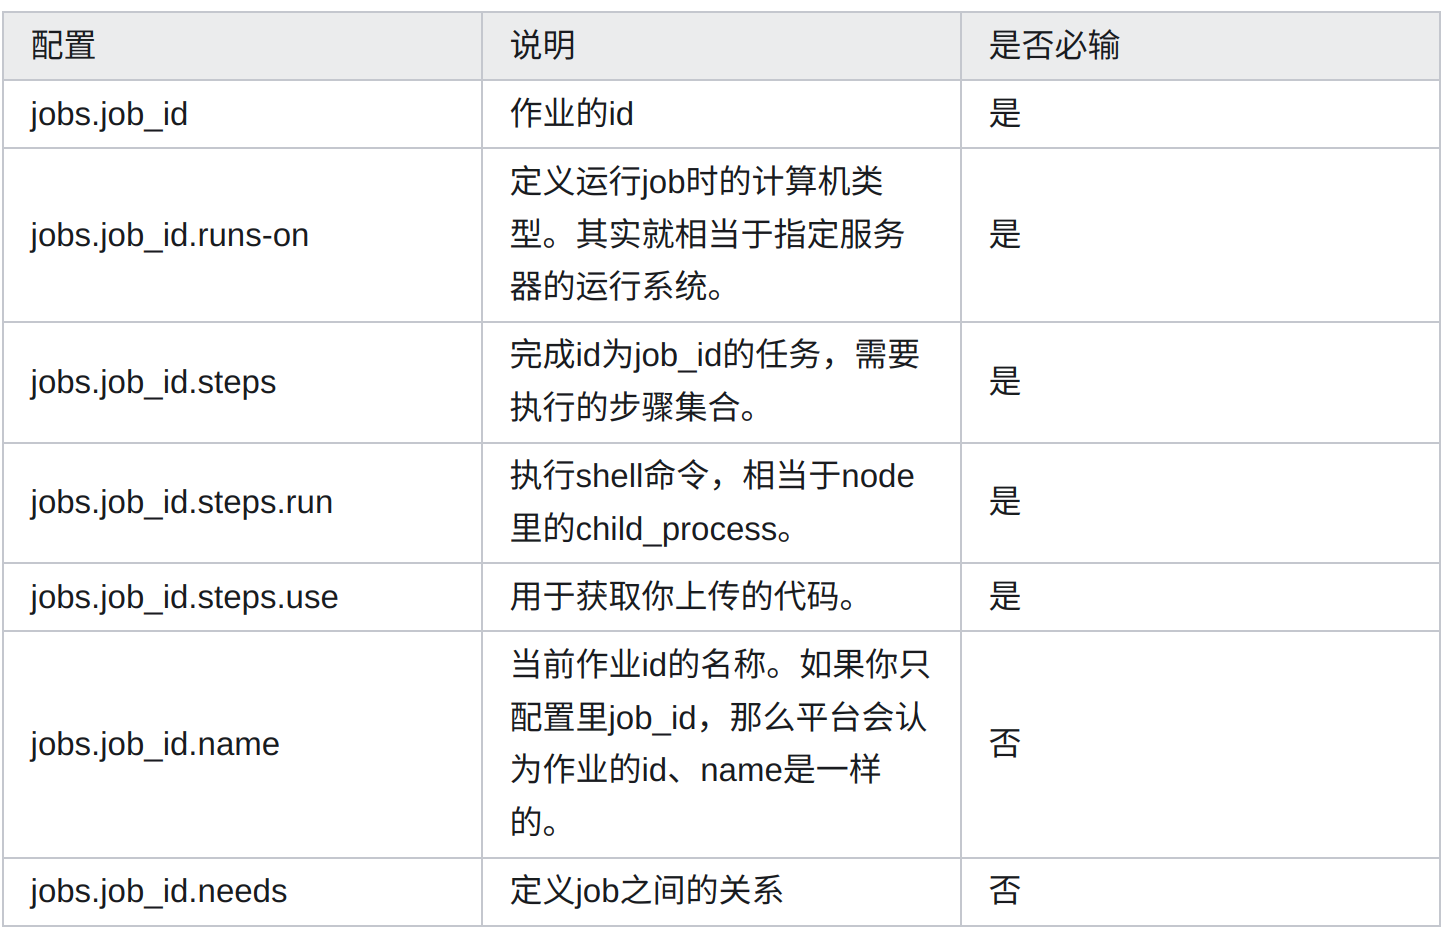 配置
说明
是否必输
jobs.job_id
作业的id
是
jobs.job_id.runs-on
定义运行job时的计算机类
型。其实就相当于指定服务
器的运行系统。
是
jobs.job_id.steps
完成id为job_id的任务，需要
执行的步骤集合。
是
jobs.job_id.steps.run
执行shell命令，相当于node
里的child_process。
是
jobs.job_id.steps.use
用于获取你上传的代码。
是
jobs.job_id.name
当前作业id的名称。如果你只
配置里job_id，那么平台会认
为作业的id、name是一样
的。
否
jobs.job_id.needs
定义job之间的关系
否